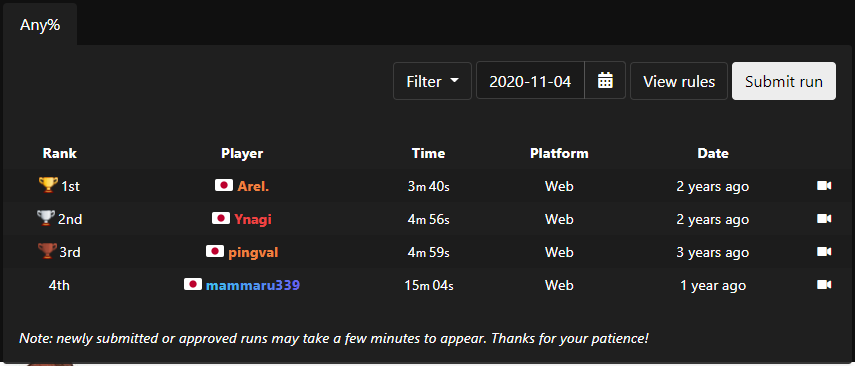 Any%
Filter 2020-11-04 View rules Submit run
Rank Player Time Platform Date
1st Arel. 3m 40s Web 2 years ago
2nd Ynagi 4m 56s Web 2 years ago
3rd pingval 4m 59s Web 3 years ago
4th mammaru339 15m 04s Web 1 year ago
Note: newly submitted or approved runs may take a few minutes to appear. Thanks for your patience!